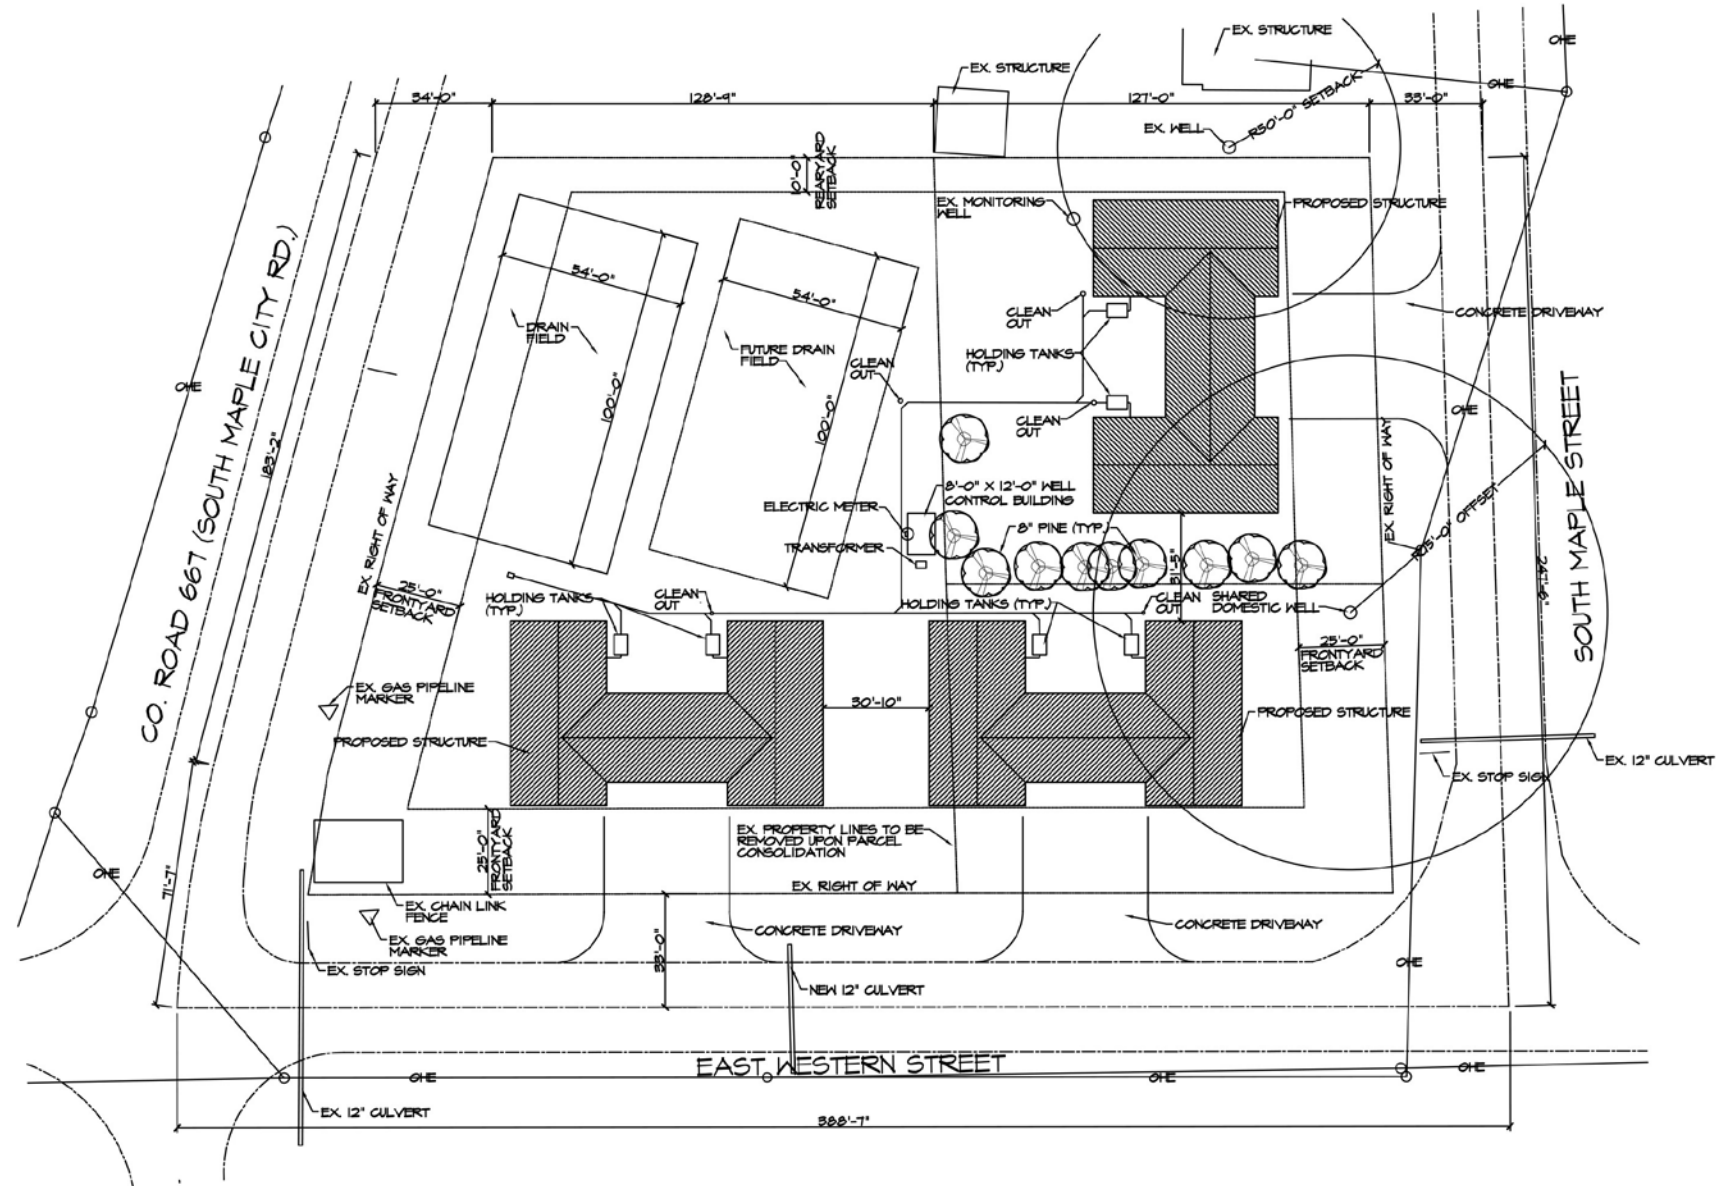 EX. STRUCTURE
OHE
EX. STRUCTURE
OHE
34'-0"
128'-9"
127'-0"
33'-0"
R50'-0" SETBACK
EX. WELL
10'-0"
REARYARD
SETBACK
EX. MONITORING
WELL
PROPOSED STRUCTURE
54'-0"
54'-0"
CLEAN
OUT
CONCRETE DRIVEWAY
DRAIN
FIELD
FUTURE DRAIN
FIELD
HOLDING TANKS
(TYP.)
CLEAN
OUT
OHE
100'-0"
100'-0"
CLEAN
OUT
OHE
CO. ROAD 667 (SOUTH MAPLE CITY RD.)
183'-2"
EX. RIGHT OF WAY
EX. RIGHT OF WAY
SOUTH MAPLE STREET
8'-0" X 12'-0" WELL
CONTROL BUILDING
ELECTRIC METER
8" PINE (TYP.)
TRANSFORMER
31'-5"
R75'-0" OFFSET
247'-6"
25'-0"
FRONTYARD
SETBACK
HOLDING TANKS
(TYP.)
CLEAN
OUT
HOLDING TANKS (TYP.)
CLEAN
OUT
SHARED
DOMESTIC WELL
25'-0"
FRONTYARD
SETBACK
EX. GAS PIPELINE
MARKER
30'-10"
PROPOSED STRUCTURE
PROPOSED STRUCTURE
EX. 12" CULVERT
EX. STOP SIGN
25'-0"
FRONTYARD
SETBACK
EX. PROPERTY LINES TO BE
REMOVED UPON PARCEL
CONSOLIDATION
OHE
71'-7"
EX. RIGHT OF WAY
EX. CHAIN LINK
FENCE
CONCRETE DRIVEWAY
CONCRETE DRIVEWAY
EX. GAS PIPELINE
MARKER
33'-0"
EX. STOP SIGN
OHE
NEW 12" CULVERT
EAST WESTERN STREET
OHE
OHE
OHE
EX. 12" CULVERT
388'-7"